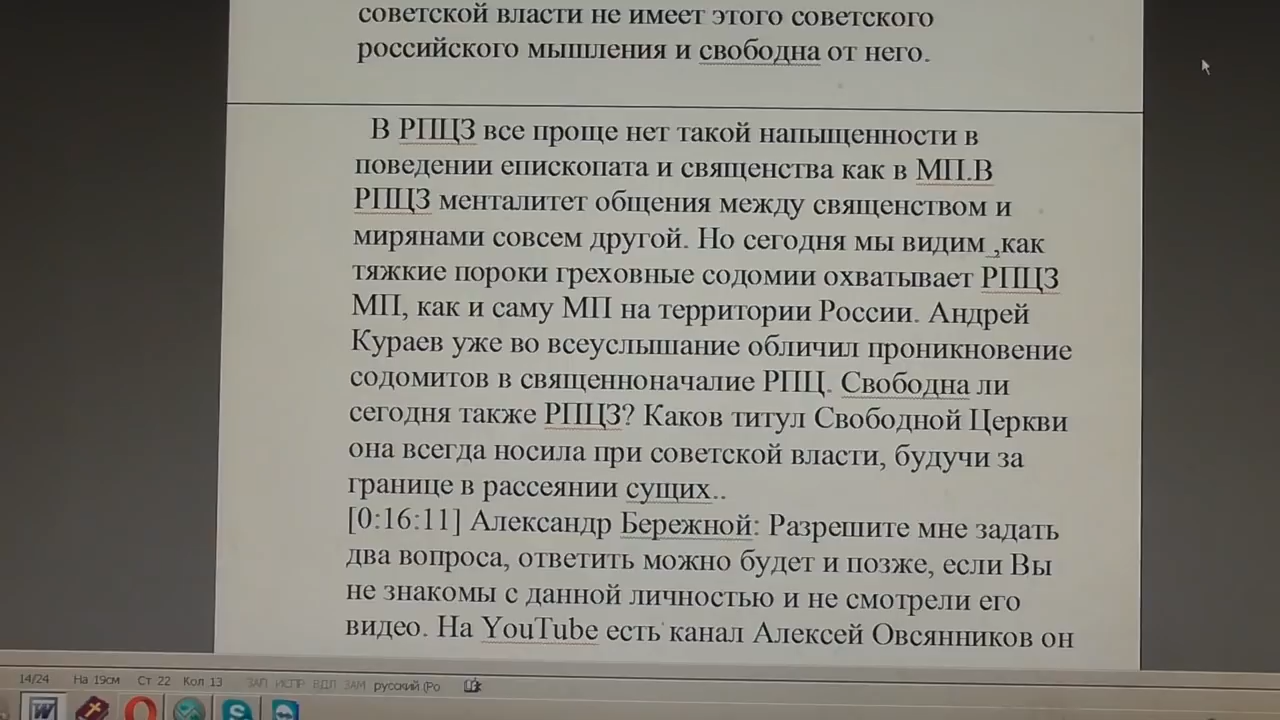 советской власти не имеет этого советского
российского мышления и свободна от него.
В РПЦЗ все проще нет такой напыщенности в
поведении епископата и священства как в МП.В
РПЦЗ менталитет общения между священством и
мирянами совсем другой. Но сегодня мы видим ,как
тяжкие пороки греховные содомии охватывает РПЦЗ
МП, как и саму МП на территории России. Андрей
Кураев уже во всеуслышание обличил проникновение
содомитов в священноначалие РПЦ. Свободна ли
сегодня также РПЦЗ? Каков титул Свободной Церкви
она всегда носила при советской власти, будучи за
границе в рассеянии сущих..
[0:16:11] Александр Бережной: Разрешите мне задать
два вопроса, ответить можно будет и позже, если Вы
не знакомы с данной личностью и не смотрели его
видео. На YouTube есть канал Алексей Овсянников он
14/24 На 19см Ст 22 Кол 13 ЗАП ИСПР ВДЛ ЗАМ русский (Ро